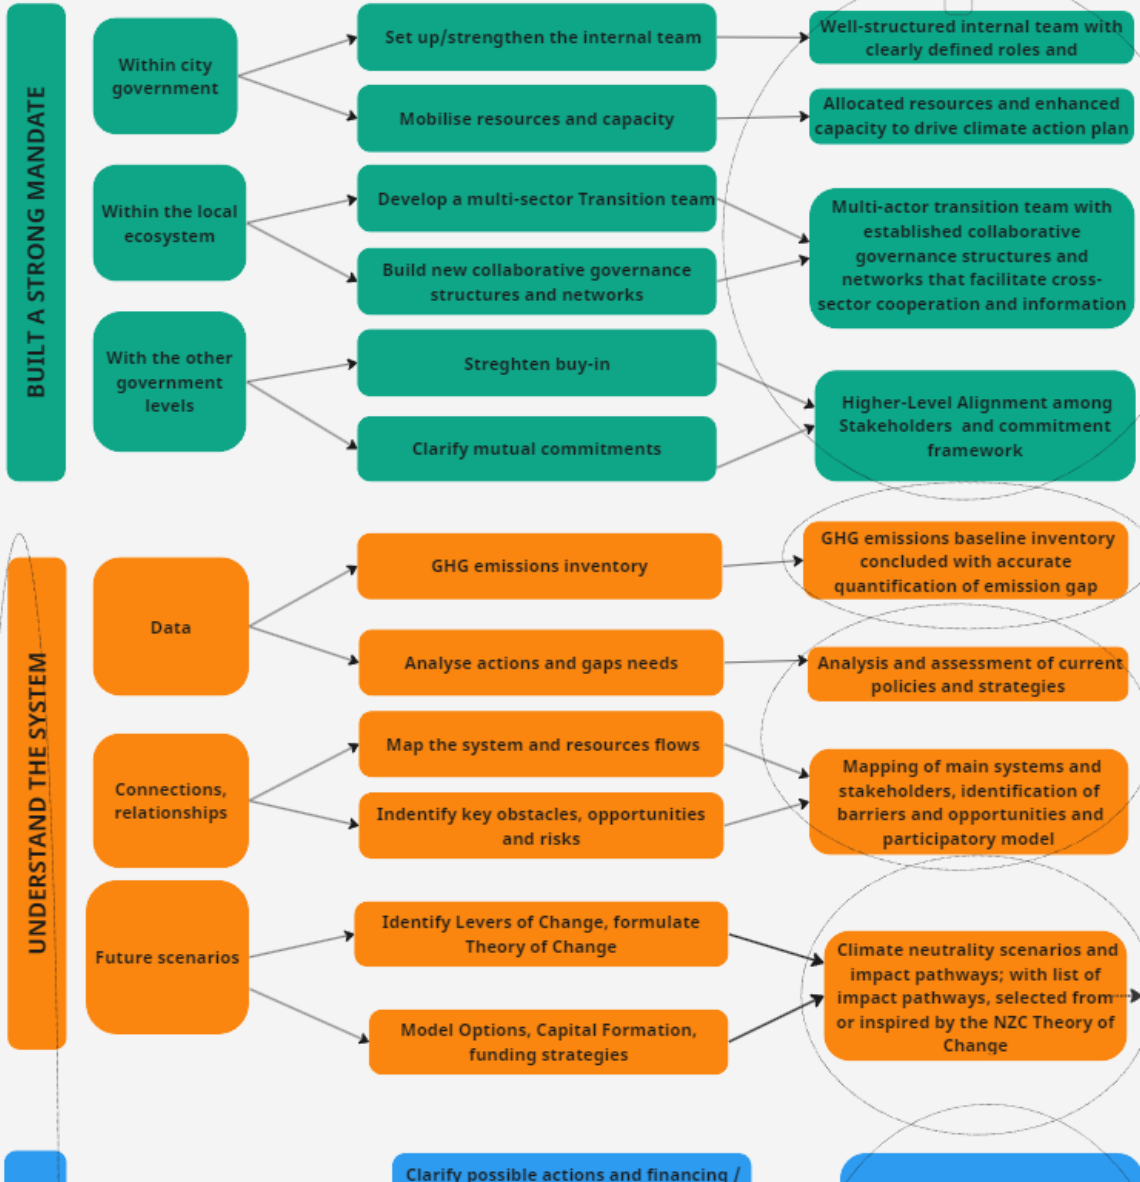 BUILT A STRONG MANDATE
Within city
government
Set up/strengthen the internal team
Well-structured internal team with
clearly defined roles and
Mobilise resources and capacity
Allocated resources and enhanced
capacity to drive climate action plan
Within the local
ecosystem
Develop a multi-sector Transition team
Build new collaborative governance
structures and networks
Multi-actor transition team with
established collaborative
governance structures and
networks that facilitate cross-
sector cooperation and information
With the other
government
levels
Streghten buy-in
Clarify mutual commitments
Higher-Level Alignment among
Stakeholders and commitment
framework
UNDERSTAND THE SYSTEM
Data
GHG emissions inventory
GHG emissions baseline inventory
concluded with accurate
quantification of emission gap
Analyse actions and gaps needs
Analysis and assessment of current
policies and strategies
Connections,
relationships
Map the system and resources flows
Indentify key obstacles, opportunities
and risks
Mapping of main systems and
stakeholders, identification of
barriers and opportunities and
participatory model
Future scenarios
Identify Levers of Change, formulate
Theory of Change
Model Options, Capital Formation,
funding strategies
Climate neutrality scenarios and
impact pathways; with list of
impact pathways, selected from
or inspired by the NZC Theory of
Change
Clarify possible actions and financing /